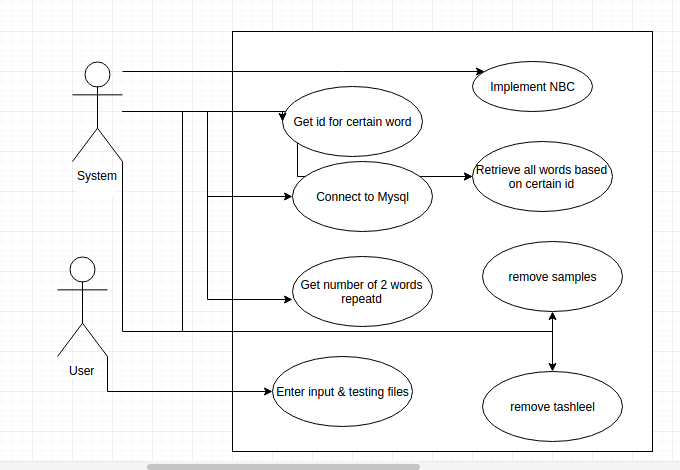 Implement NBC
Get id for certain word
System
Retrieve all words based
on certain id
Connect to Mysql
remove samples
Get number of 2 words
repeatd
User
Enter input & testing files
remove tashleel